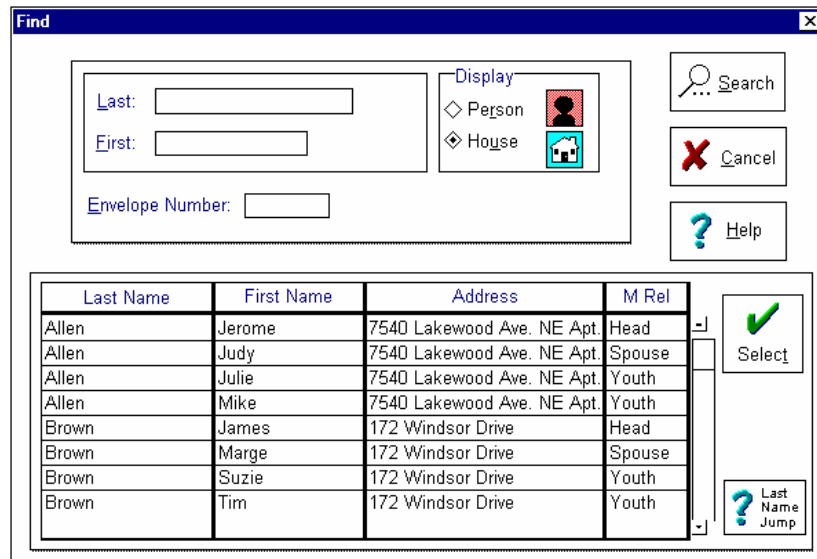 Find
Last:
First:
Envelope Number:
Display
Person
House
Search
Cancel
Help
Last Name First Name Address M Rel
Allen Jerome 7540 Lakewood Ave. NE Apt. Head
Allen Judy 7540 Lakewood Ave. NE Apt. Spouse
Allen Julie 7540 Lakewood Ave. NE Apt. Youth
Allen Mike 7540 Lakewood Ave. NE Apt. Youth
Brown James 172 Windsor Drive Head
Brown Marge 172 Windsor Drive Spouse
Brown Suzie 172 Windsor Drive Youth
Brown Tim 172 Windsor Drive Youth
Select
Last
Name
Jump